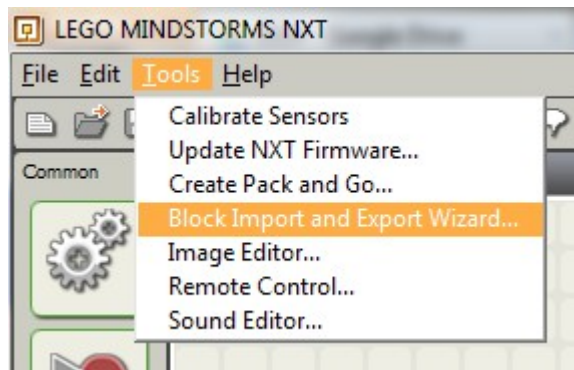 LEGO MINDSTORMS NXT
File Edit Tools Help
Calibrate Sensors
Update NXT Firmware...
Create Pack and Go...
Common
Block Import and Export Wizard...
Image Editor...
Remote Control...
Sound Editor...